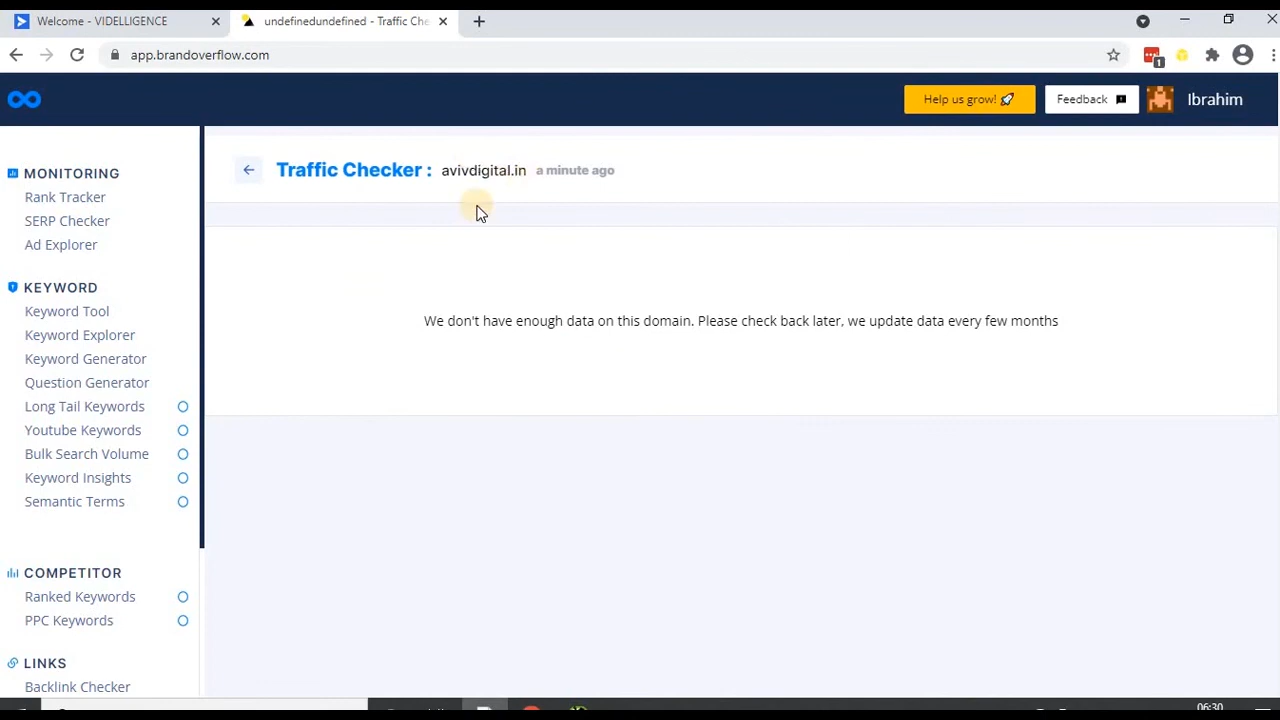 Welcome - VIDELLIGENCE
undefinedundefined - Traffic Che
app.brandoverflow.com
1
Help us grow!
Feedback
Ibrahim
MONITORING
Rank Tracker
SERP Checker
Ad Explorer
KEYWORD
Keyword Tool
Keyword Explorer
Keyword Generator
Question Generator
Long Tail Keywords
Youtube Keywords
Bulk Search Volume
Keyword Insights
Semantic Terms
COMPETITOR
Ranked Keywords
PPC Keywords
LINKS
Backlink Checker
Traffic Checker : avivdigital.in a minute ago
We don't have enough data on this domain. Please check back later, we update data every few months
06:30